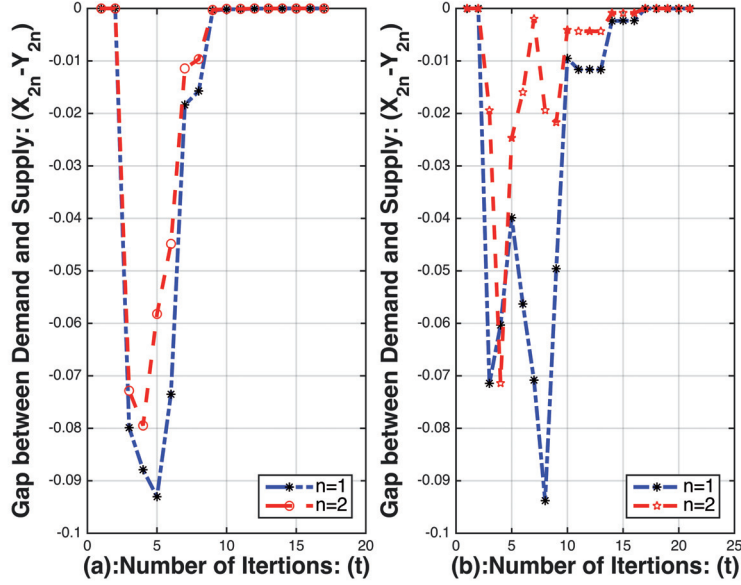 Gap between Demand and Supply: (X2n-Y2n)
0
-0.01
-0.02
-0.03
-0.04
-0.05
-0.06
-0.07
-0.08
-0.09
-0.1
0 5 10 15 20
n=1
n=2
(a):Number of Itertions: (t)
Gap between Demand and Supply: (X2n-Y2n)
0
-0.01
-0.02
-0.03
-0.04
-0.05
-0.06
-0.07
-0.08
-0.09
-0.1
0 5 10 15 20 25
n=1
n=2
(b):Number of Itertions: (t)